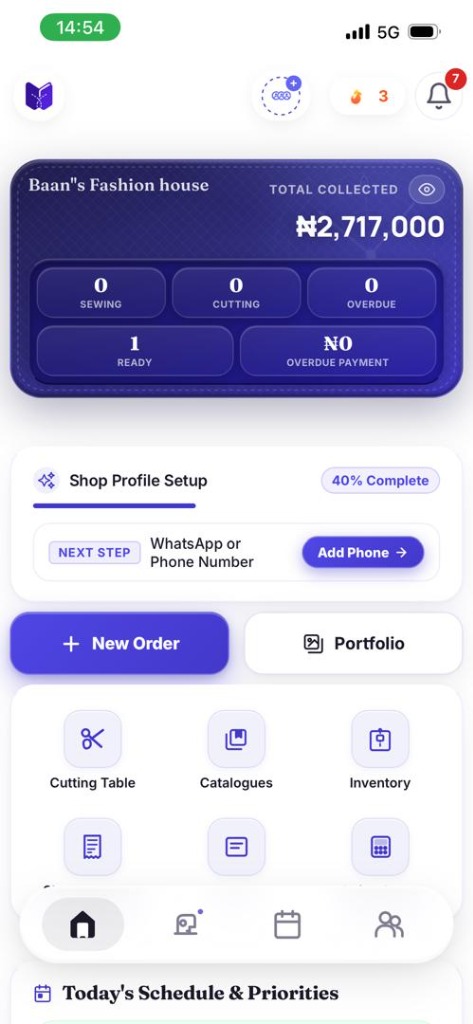 14:54
5G
3
7
Baan"s Fashion house
TOTAL COLLECTED
₦2,717,000
0
SEWING
0
CUTTING
0
OVERDUE
1
READY
₦0
OVERDUE PAYMENT
Shop Profile Setup
40% Complete
NEXT STEP
WhatsApp or
Phone Number
Add Phone →
+ New Order
Portfolio
Cutting Table
Catalogues
Inventory
Today's Schedule & Priorities